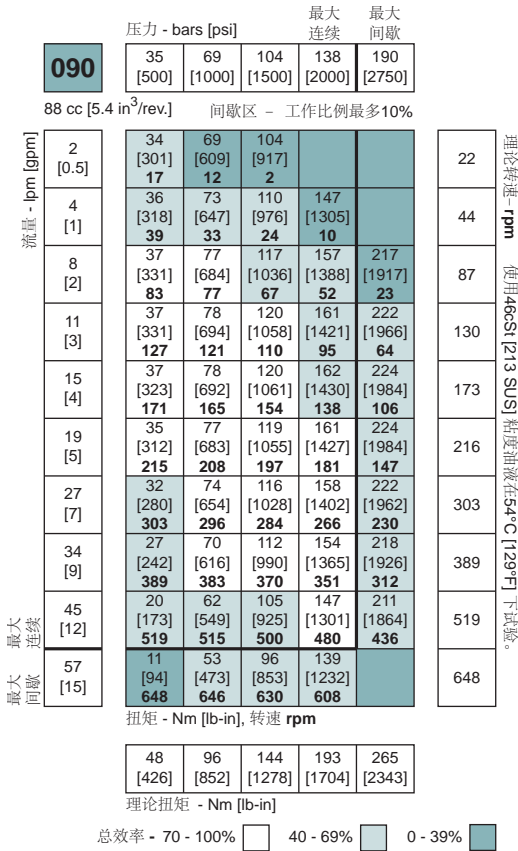 压力 - bars [psi]
最大 连续
最大 间歇
090
35 69 104 138 190
[500] [1000] [1500] [2000] [2750]
88 cc [5.4 in³/rev.] 间歇区 – 工作比例最多10%
流量 - lpm [gpm]
理论转速– rpm 使用46cSt [213 SUS] 粘度油液在54°C [129°F] 下试验。
2 34 69 104 22
[0.5] [301] [609] [917]
17 12 2
4 36 73 110 147 44
[1] [318] [647] [976] [1305]
39 33 24 10
8 37 77 117 157 217 87
[2] [331] [684] [1036] [1388] [1917]
83 77 67 52 23
11 37 78 120 161 222 130
[3] [331] [694] [1058] [1421] [1966]
127 121 110 95 64
15 37 78 120 162 224 173
[4] [323] [692] [1061] [1430] [1984]
171 165 154 138 106
19 35 77 119 161 224 216
[5] [312] [683] [1055] [1427] [1984]
215 208 197 181 147
27 32 74 116 158 222 303
[7] [280] [654] [1028] [1402] [1962]
303 296 284 266 230
34 27 70 112 154 218 389
[9] [242] [616] [990] [1365] [1926]
389 383 370 351 312
最大 连续
45 20 62 105 147 211 519
[12] [173] [549] [925] [1301] [1864]
519 515 500 480 436
最大 间歇
57 11 53 96 139 648
[15] [94] [473] [853] [1232]
648 646 630 608
扭矩 - Nm [lb-in], 转速 rpm
48 96 144 193 265
[426] [852] [1278] [1704] [2343]
理论扭矩 - Nm [lb-in]
总效率 - 70 - 100% 40 - 69% 0 - 39%